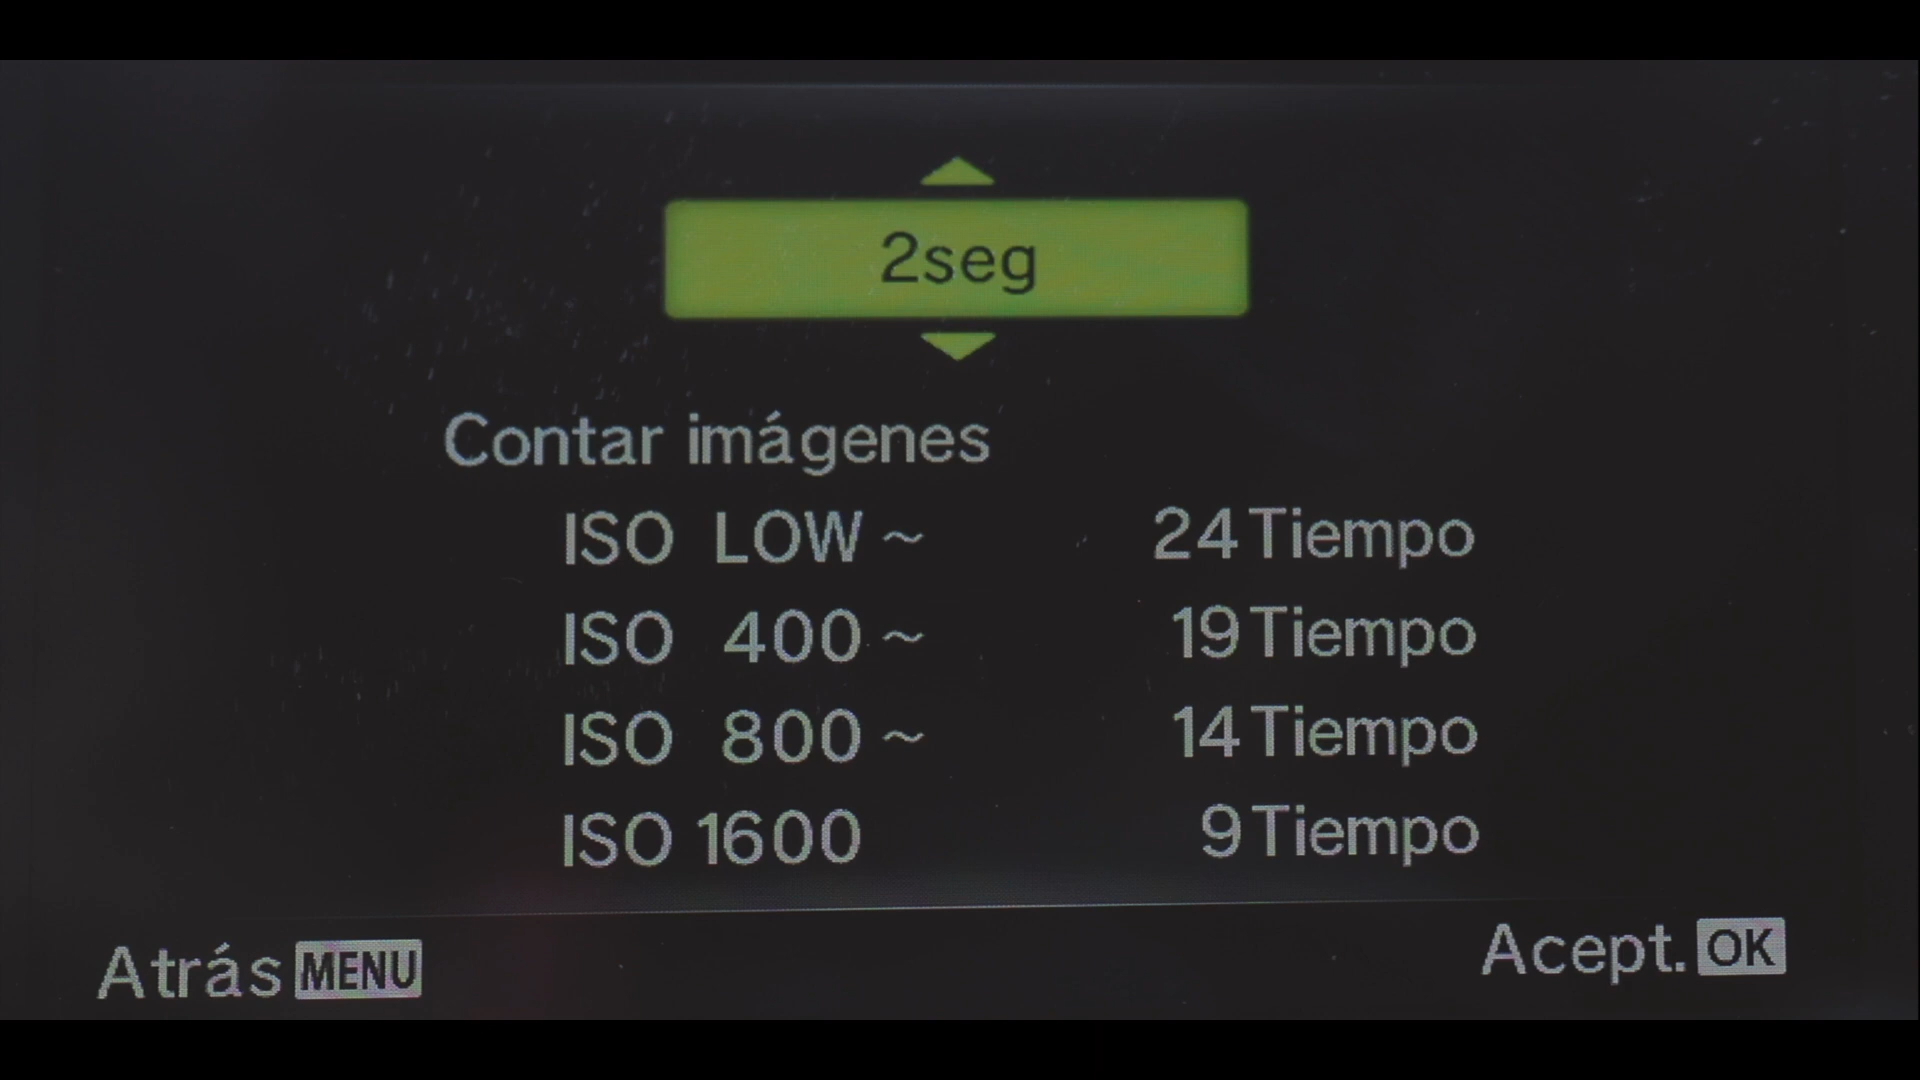 2seg
Contar imágenes
ISO LOW ~ 24 Tiempo
ISO 400 ~ 19 Tiempo
ISO 800 ~ 14 Tiempo
ISO 1600 9 Tiempo
Atrás MENU Acept. OK